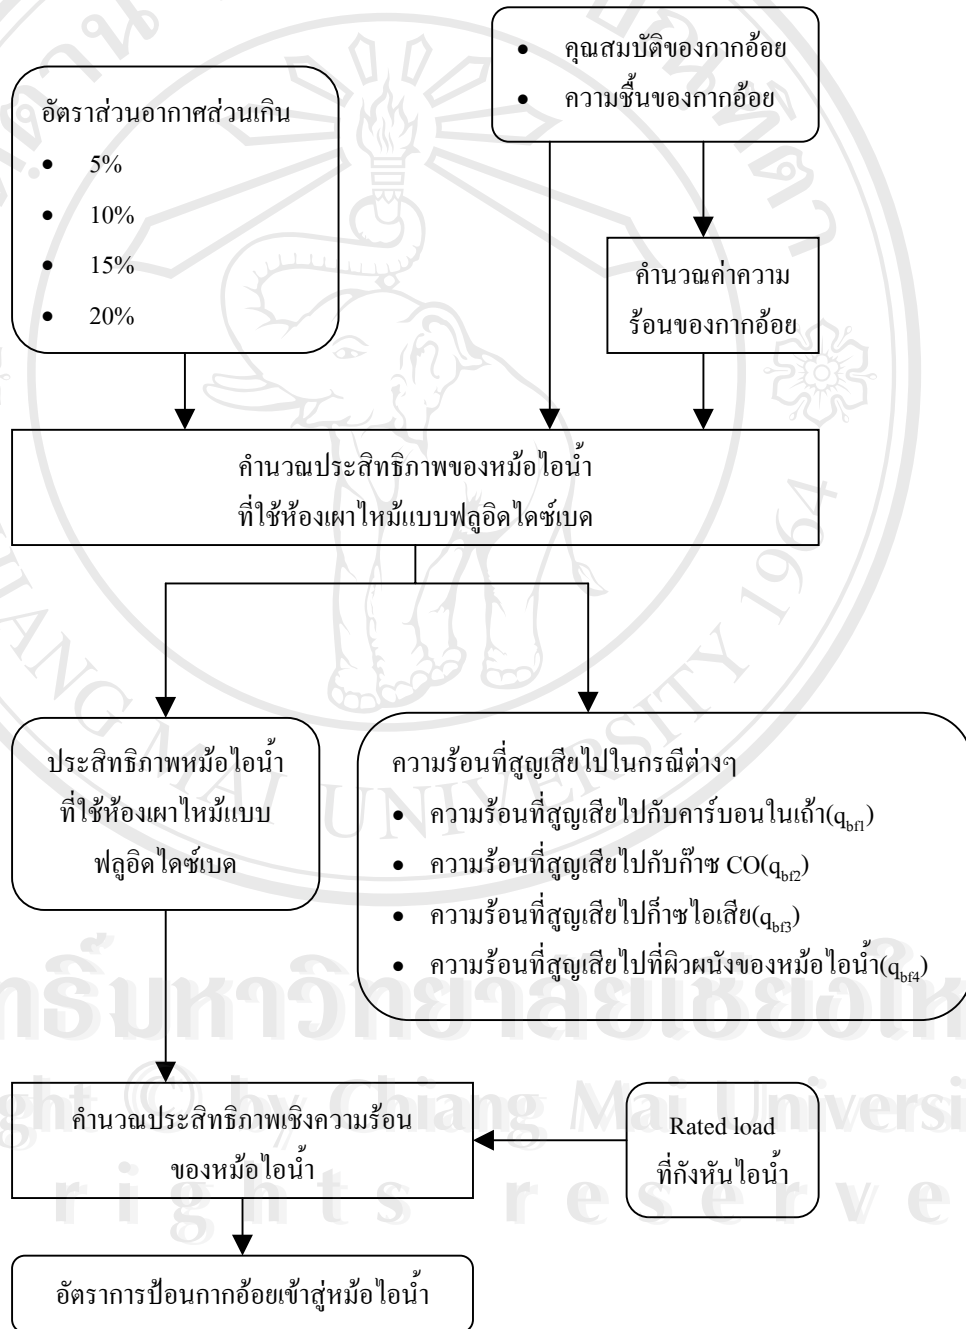 • คุณสมบัติของกากอ้อย
• ความชื้นของกากอ้อย
อัตราส่วนอากาศส่วนเกิน
• 5%
• 10%
• 15%
• 20%
คำนวณค่าความ
ร้อนของกากอ้อย
คำนวณประสิทธิภาพของหม้อไอน้ำ
ที่ใช้ห้องเผาไหม้แบบฟลูอิดไดซ์เบด
ประสิทธิภาพหม้อไอน้ำ
ที่ใช้ห้องเผาไหม้แบบ
ฟลูอิดไดซ์เบด
ความร้อนที่สูญเสียไปในกรณีต่างๆ
• ความร้อนที่สูญเสียไปกับคาร์บอนในเถ้า(q_bf1)
• ความร้อนที่สูญเสียไปกับก๊าซ CO(q_bf2)
• ความร้อนที่สูญเสียไปก๊าซไอเสีย(q_bf3)
• ความร้อนที่สูญเสียไปที่ผิวผนังของหม้อไอน้ำ(q_bf4)
คำนวณประสิทธิภาพเชิงความร้อน
ของหม้อไอน้ำ
Rated load
ที่กังหันไอน้ำ
อัตราการป้อนกากอ้อยเข้าสู่หม้อไอน้ำ
MAI UNIVERSITY 1964
by Chiang Mai
rights reserve